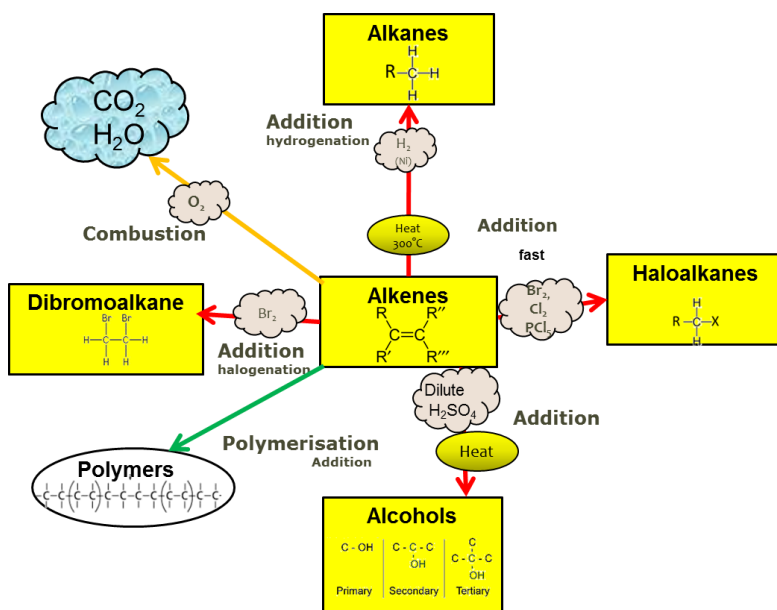 Alkanes
H
R-C-H
H
CO₂
H₂O
Addition
hydrogenation
H₂
(Ni)
O₂
Combustion
Heat
300°C
Addition
fast
Dibromoalkane
Br Br
H-C-C-H
H H
Br₂
Addition
halogenation
Alkenes
R R''
C=C
R' R'''
Br₂,
Cl₂
PCl₅
Haloalkanes
H
R-C-X
H
Dilute
H₂SO₄
Addition
Heat
Polymerisation
Addition
Polymers
-C-C(-C-C-)C-C-C-C(-C-C-)C-C-
Alcohols
C-OH
C-C-C
OH
C
C-C-C
OH
Primary
Secondary
Tertiary